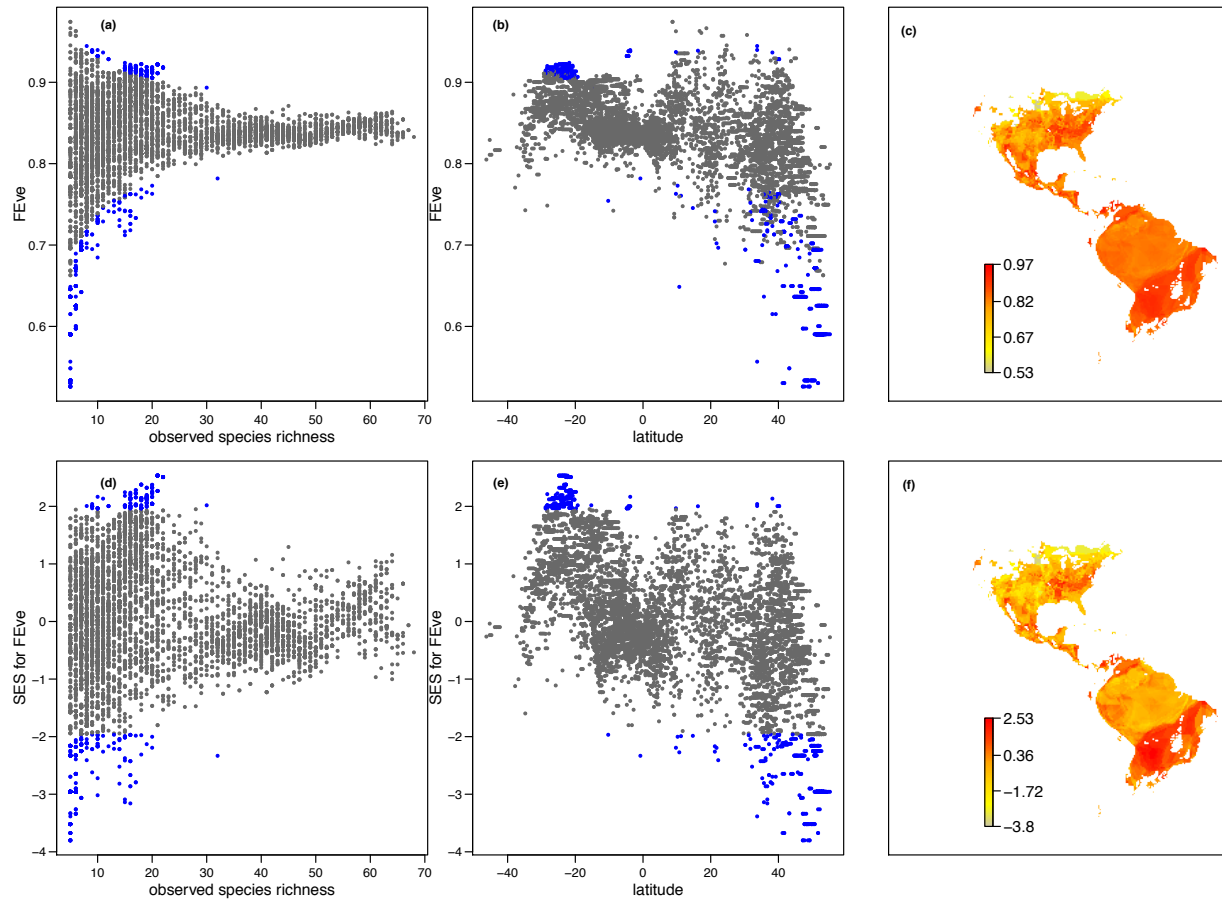 (a)
FEve
0.9
0.8
0.7
0.6
10 20 30 40 50 60 70
observed species richness
(b)
FEve
0.9
0.8
0.7
0.6
−40 −20 0 20 40
latitude
(c)
0.97
0.82
0.67
0.53
(d)
SES for FEve
2
1
0
−1
−2
−3
−4
10 20 30 40 50 60 70
observed species richness
(e)
SES for FEve
2
1
0
−1
−2
−3
−4
−40 −20 0 20 40
latitude
(f)
2.53
0.36
−1.72
−3.8